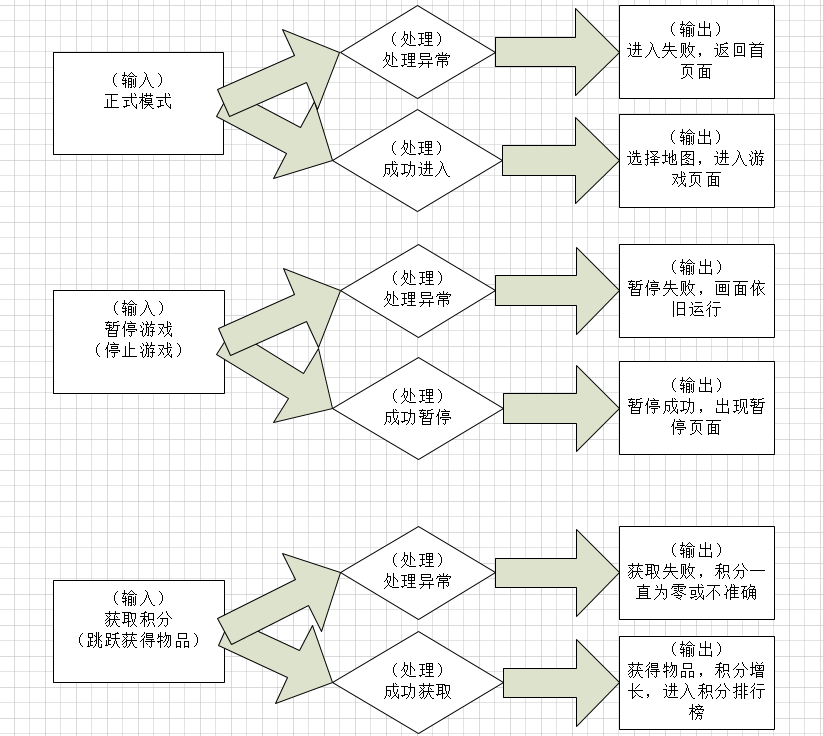 （输入）
正式模式
（处理）
处理异常
（输出）
进入失败，返回首
页面
（处理）
成功进入
（输出）
选择地图，进入游
戏页面
（输入）
暂停游戏
（停止游戏）
（处理）
处理异常
（输出）
暂停失败，画面依
旧运行
（处理）
成功暂停
（输出）
暂停成功，出现暂
停页面
（输入）
获取积分
（跳跃获得物品）
（处理）
处理异常
（输出）
获取失败，积分一
直为零或不准确
（处理）
成功获取
（输出）
获得物品，积分增
长，进入积分排行
榜